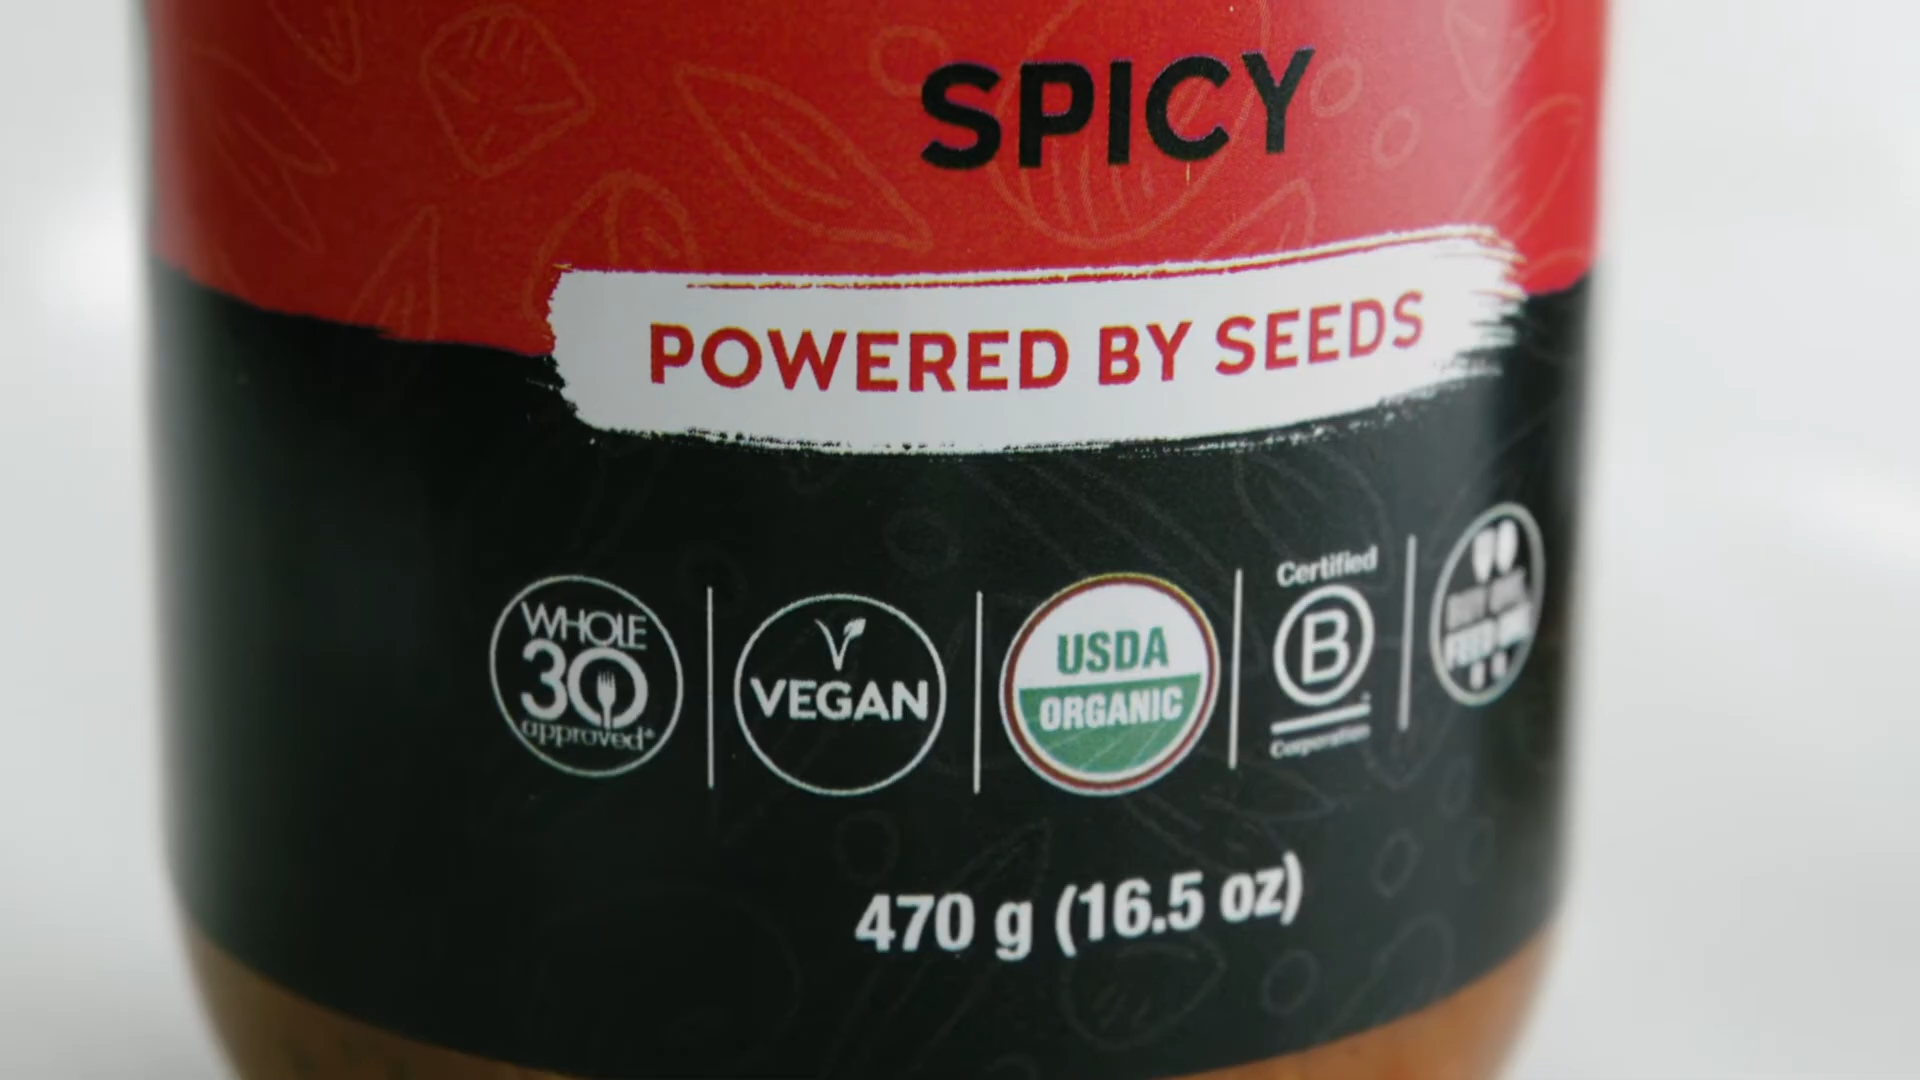 SPICY
POWERED BY SEEDS
WHOLE
30
approved*
VEGAN
USDA
ORGANIC
Certified
B
Corporation
470 g (16.5 oz)